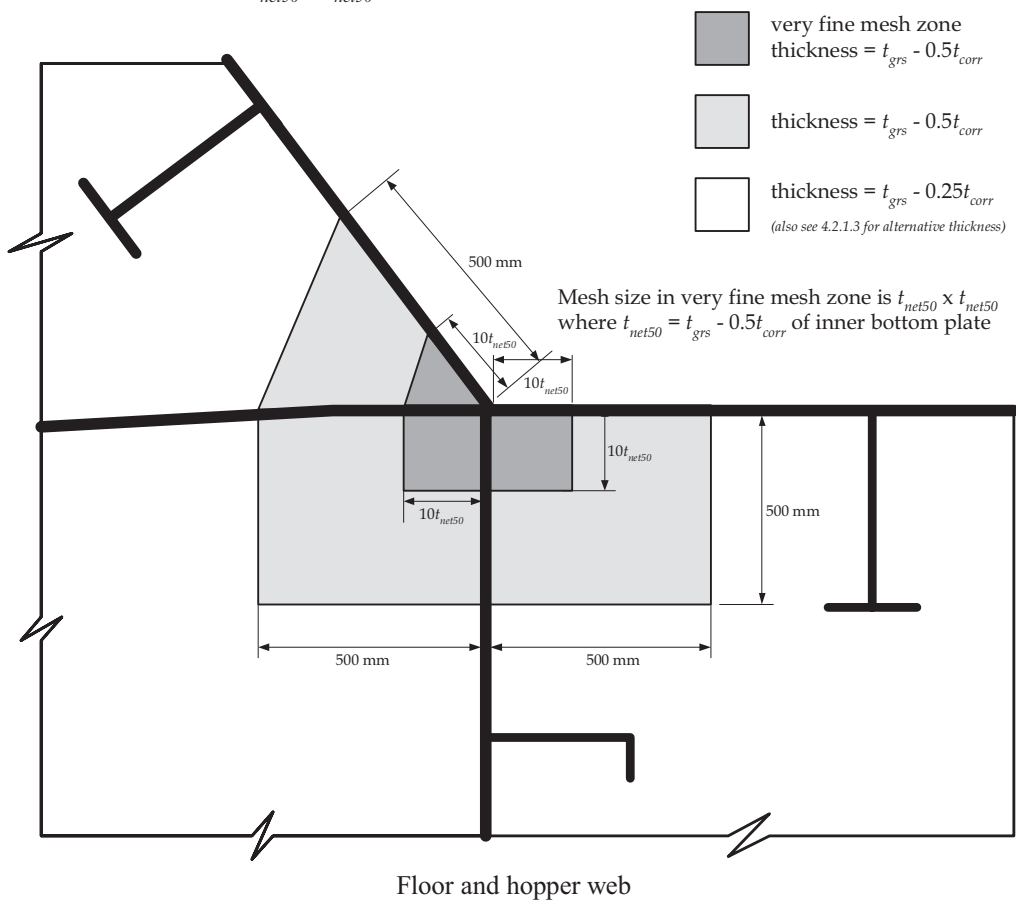 net50 net50
very fine mesh zone
thickness = t_grs - 0.5t_corr
thickness = t_grs - 0.5t_corr
thickness = t_grs - 0.25t_corr
(also see 4.2.1.3 for alternative thickness)
500 mm
Mesh size in very fine mesh zone is t_net50 x t_net50
where t_net50 = t_grs - 0.5t_corr of inner bottom plate
10t_net50
10t_net50
10t_net50
10t_net50
500 mm
500 mm
500 mm
Floor and hopper web